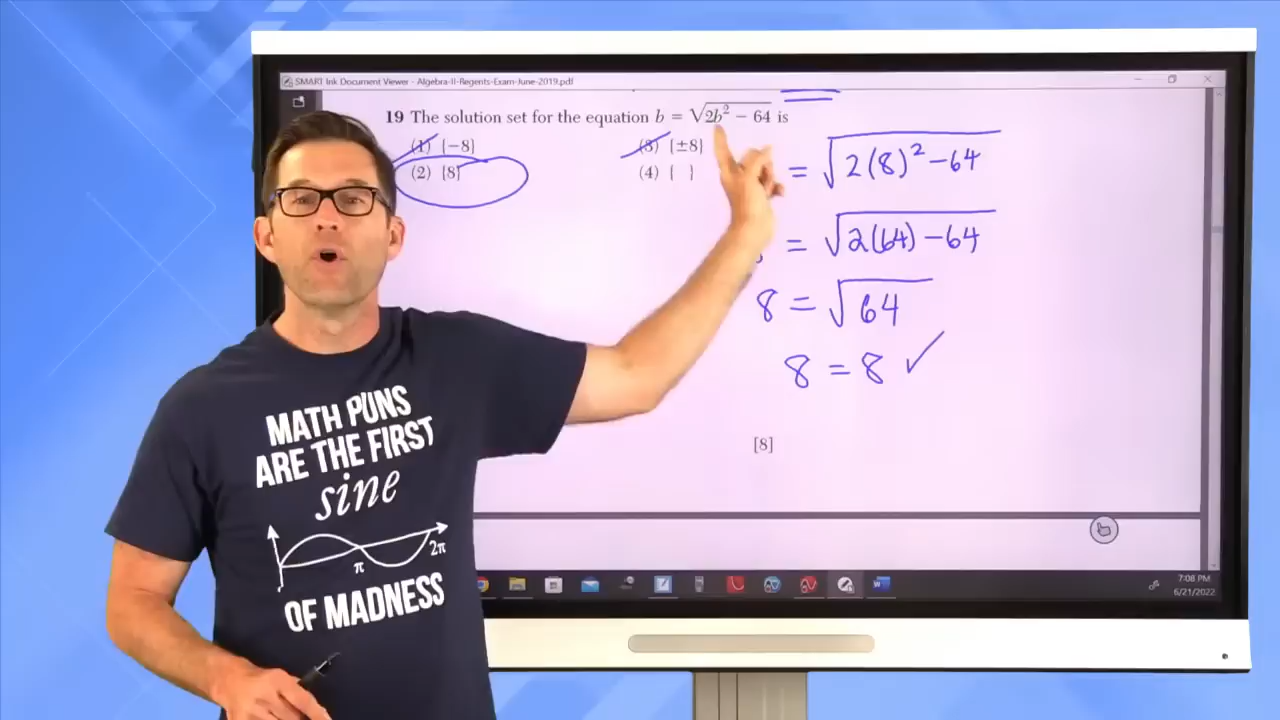 SMART Ink Document Viewer - Algebra-II-Regents-Exam-June-2019.pdf
19 The solution set for the equation b = √2b² − 64 is
(1) {−8}
(3) {±8}
(2) {8}
(4) { }
= √2(8)² −64
= √2(64) −64
8 = √64
8 = 8 ✓
[8]
MATH PUNS
ARE THE FIRST
sine
π
2π
OF MADNESS
7:08 PM
6/21/2022